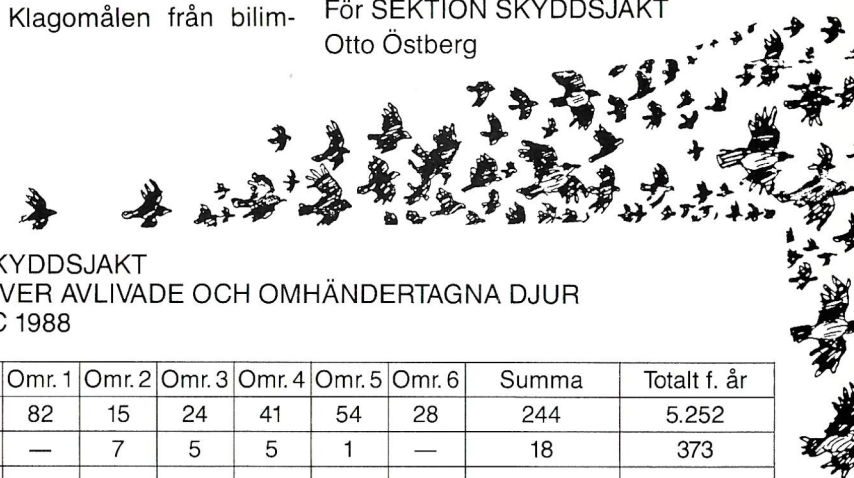 Klagomålen från bilim-
För SEKTION SKYDDSJAKT
Otto Östberg
KYDDSJAKT
VER AVLIVADE OCH OMHÄNDERTAGNA DJUR
C 1988
Omr. 1 Omr. 2 Omr. 3 Omr. 4 Omr. 5 Omr. 6 Summa Totalt f. år
82 15 24 41 54 28 244 5.252
— 7 5 5 1 — 18 373